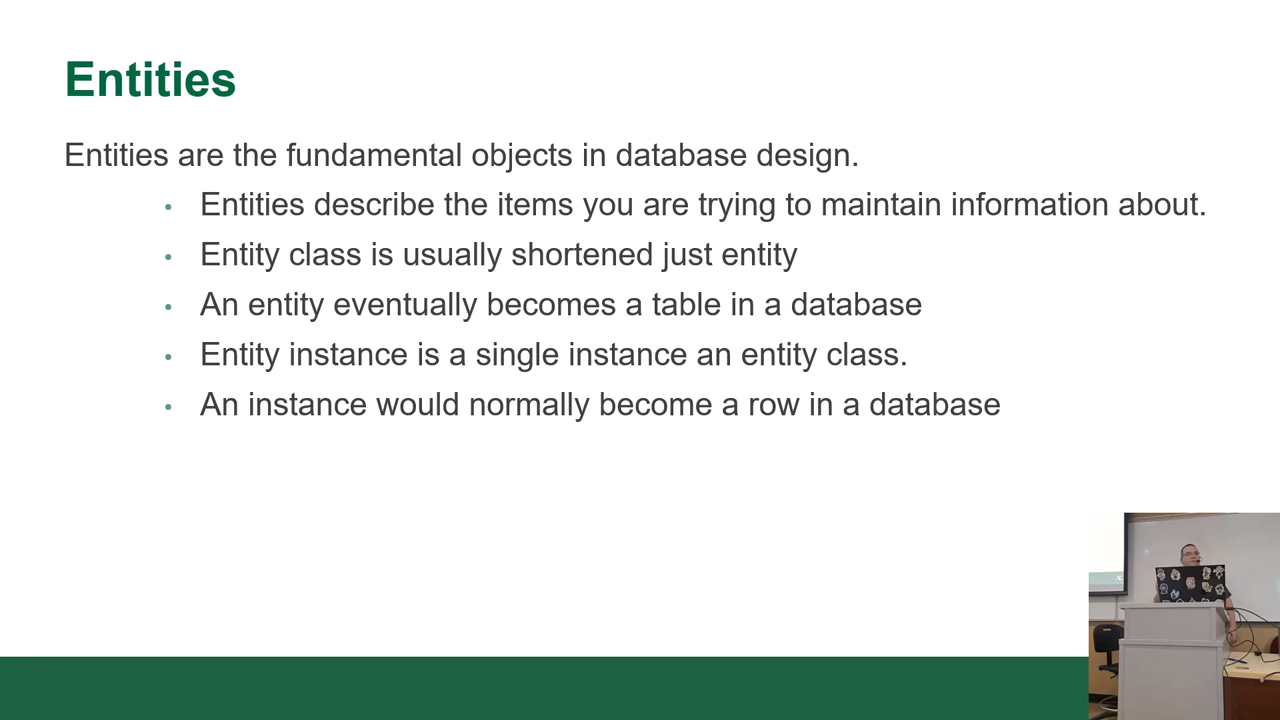 Entities
Entities are the fundamental objects in database design.
• Entities describe the items you are trying to maintain information about.
• Entity class is usually shortened just entity
• An entity eventually becomes a table in a database
• Entity instance is a single instance an entity class.
• An instance would normally become a row in a database